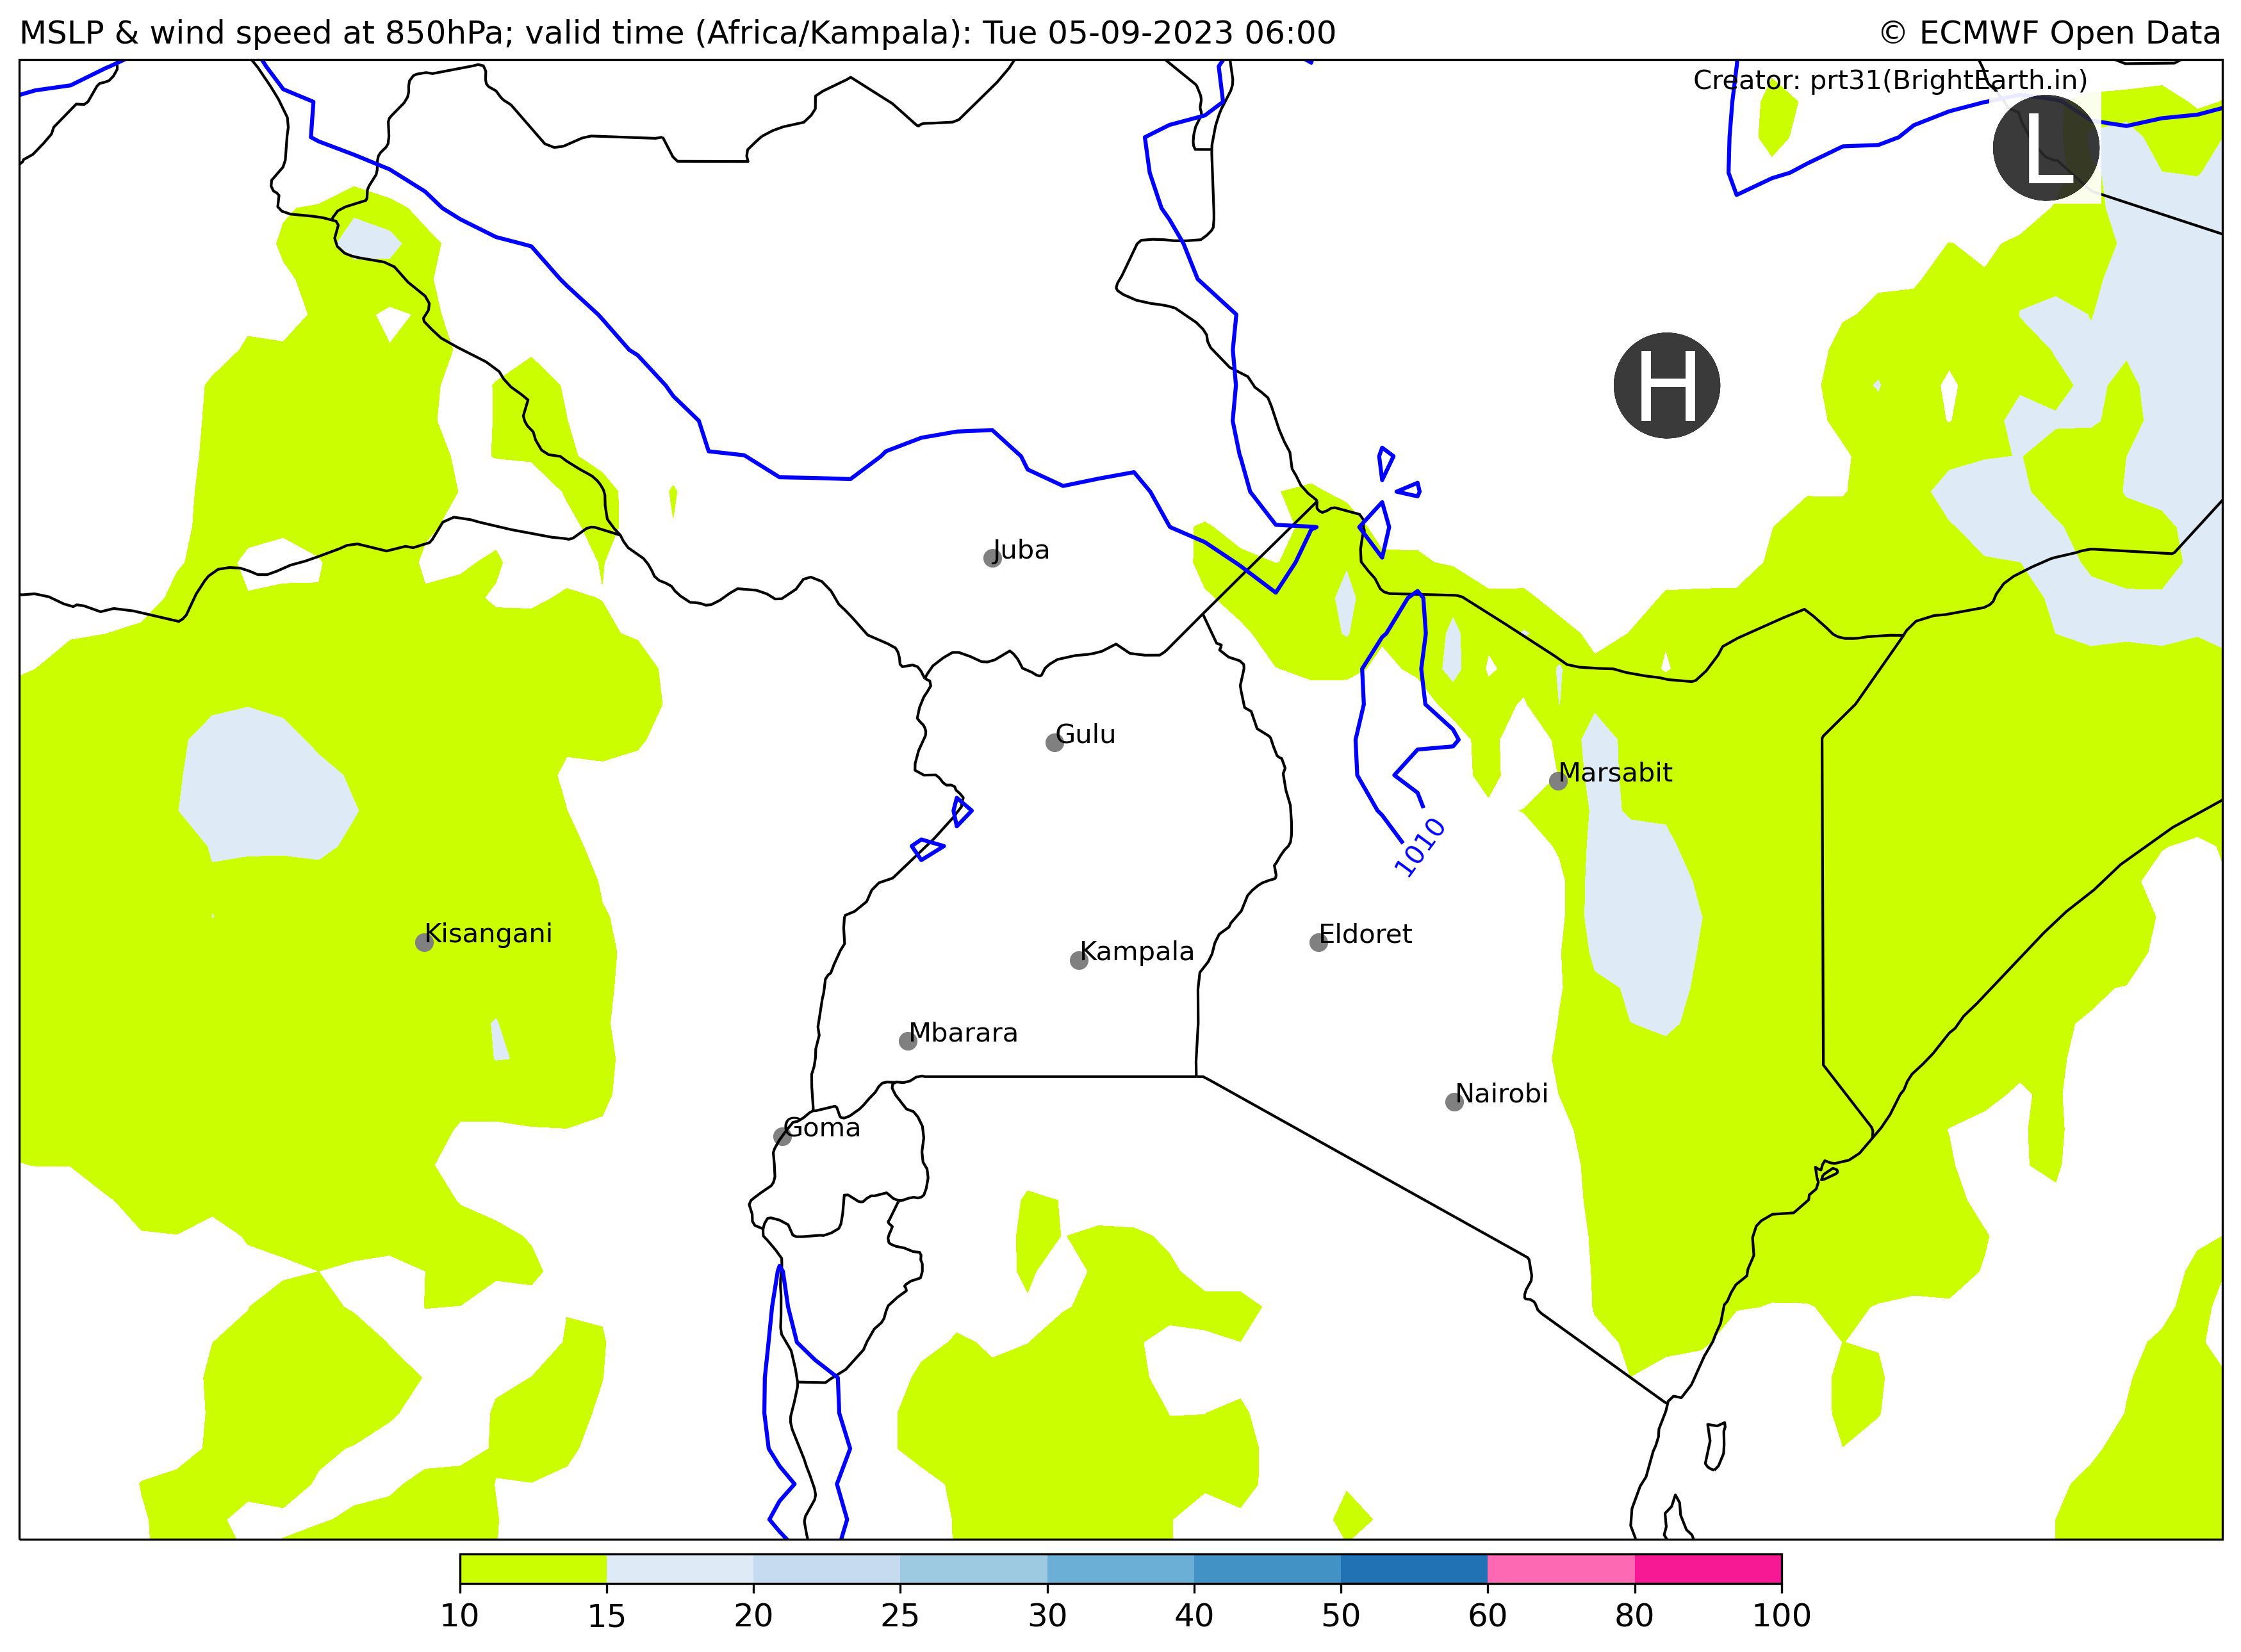 MSLP & wind speed at 850hPa; valid time (Africa/Kampala): Tue 05-09-2023 06:00
© ECMWF Open Data
Creator: prt31(BrightEarth.in)
L
H
Juba
Gulu
Marsabit
1010
Kisangani
Eldoret
Kampala
Mbarara
Nairobi
Goma
10 15 20 25 30 40 50 60 80 100